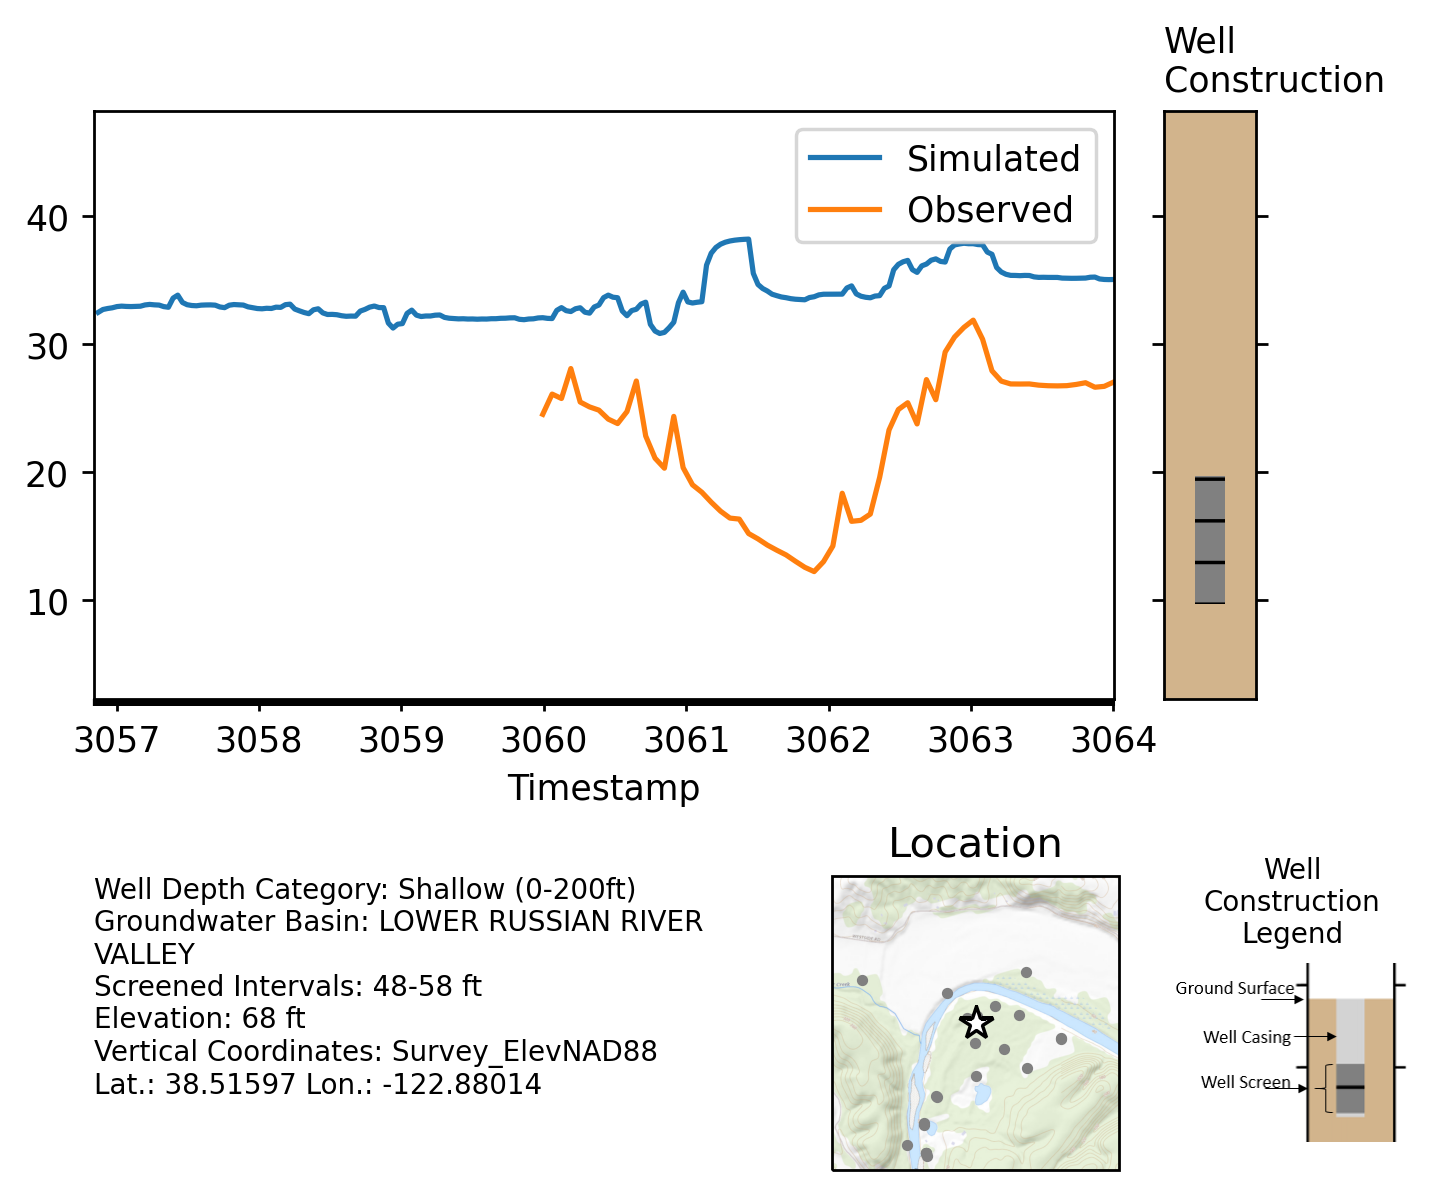 Well
Construction
Simulated
Observed
40
30
20
10
3057 3058 3059 3060 3061 3062 3063 3064
Timestamp
Well Depth Category: Shallow (0-200ft)
Groundwater Basin: LOWER RUSSIAN RIVER
VALLEY
Screened Intervals: 48-58 ft
Elevation: 68 ft
Vertical Coordinates: Survey_ElevNAD88
Lat.: 38.51597 Lon.: -122.88014
Location
Well
Construction
Legend
Ground Surface
Well Casing
Well Screen